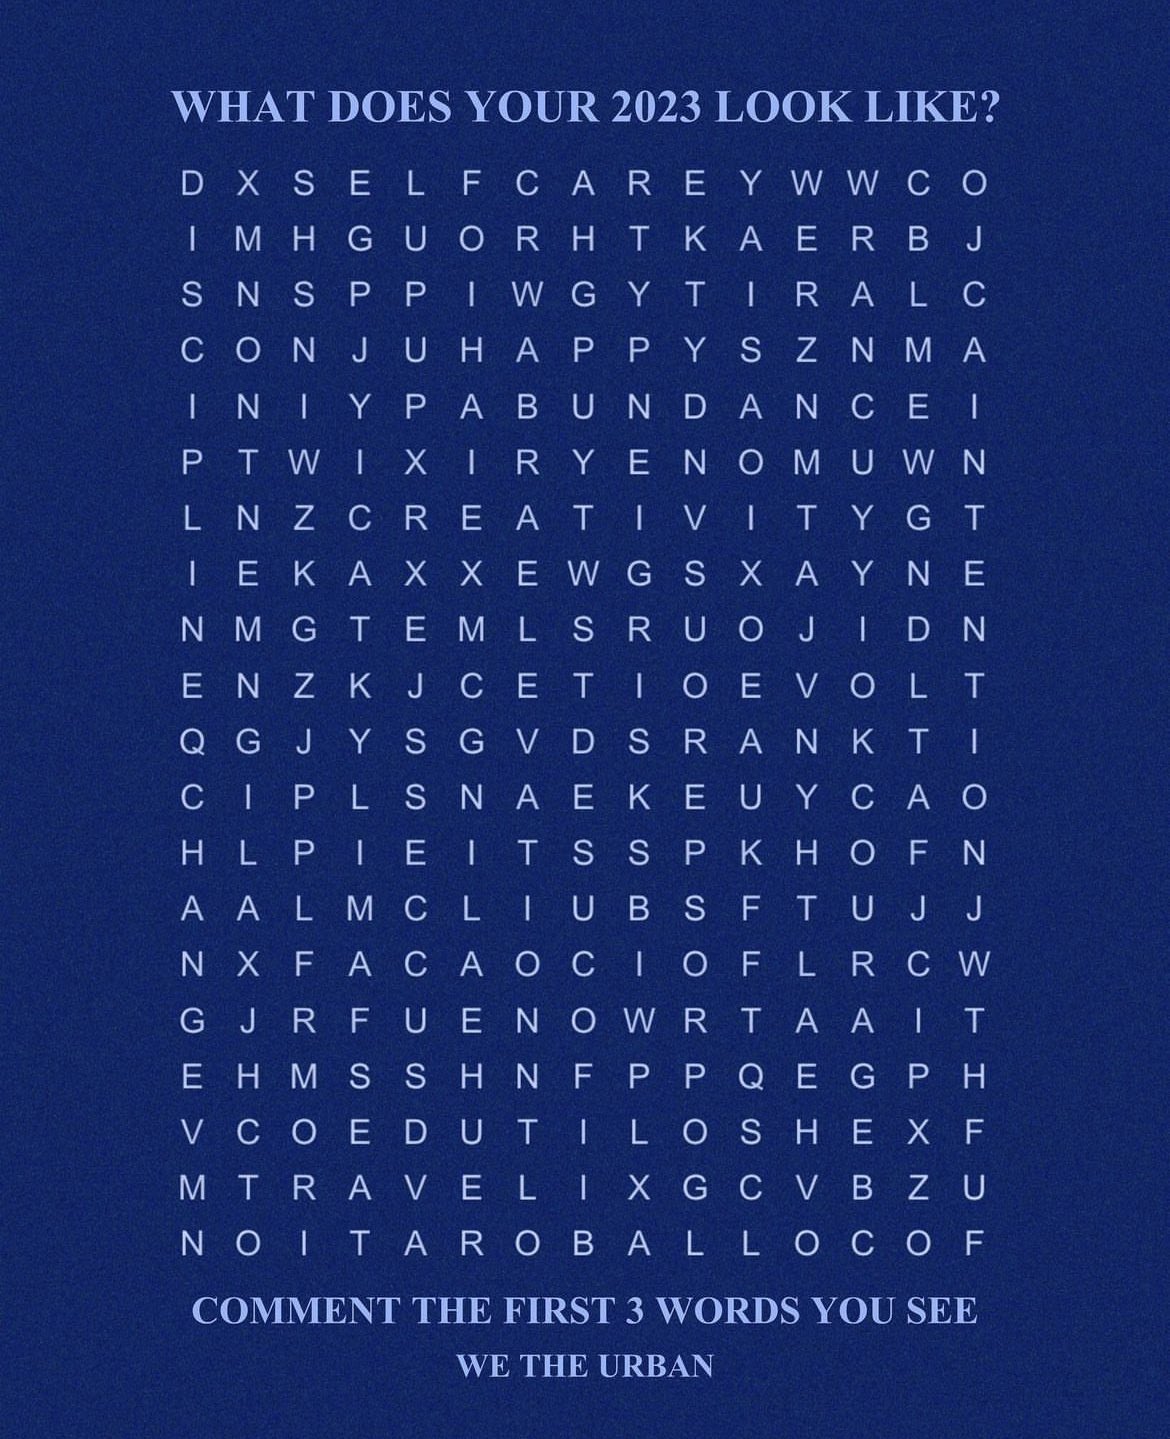 WHAT DOES YOUR 2023 LOOK LIKE?
D X S E L F C A R E Y W W C O
I M H G U O R H T K A E R B J
S N S P P I W G Y T I R A L C
C O N J U H A P P Y S Z N M A
I N I Y P A B U N D A N C E I
P T W I X I R Y E N O M U W N
L N Z C R E A T I V I T Y G T
I E K A X X E W G S X A Y N E
N M G T E M L S R U O J I D N
E N Z K J C E T I O E V O L T
Q G J Y S G V D S R A N K T I
C I P L S N A E K E U Y C A O
H L P I E I T S S P K H O F N
A A L M C L I U B S F T U J J
N X F A C A O C I O F L R C W
G J R F U E N O W R T A A I T
E H M S S H N F P P Q E G P H
V C O E D U T I L O S H E X F
M T R A V E L I X G C V B Z U
N O I T A R O B A L L O C O F
COMMENT THE FIRST 3 WORDS YOU SEE
WE THE URBAN